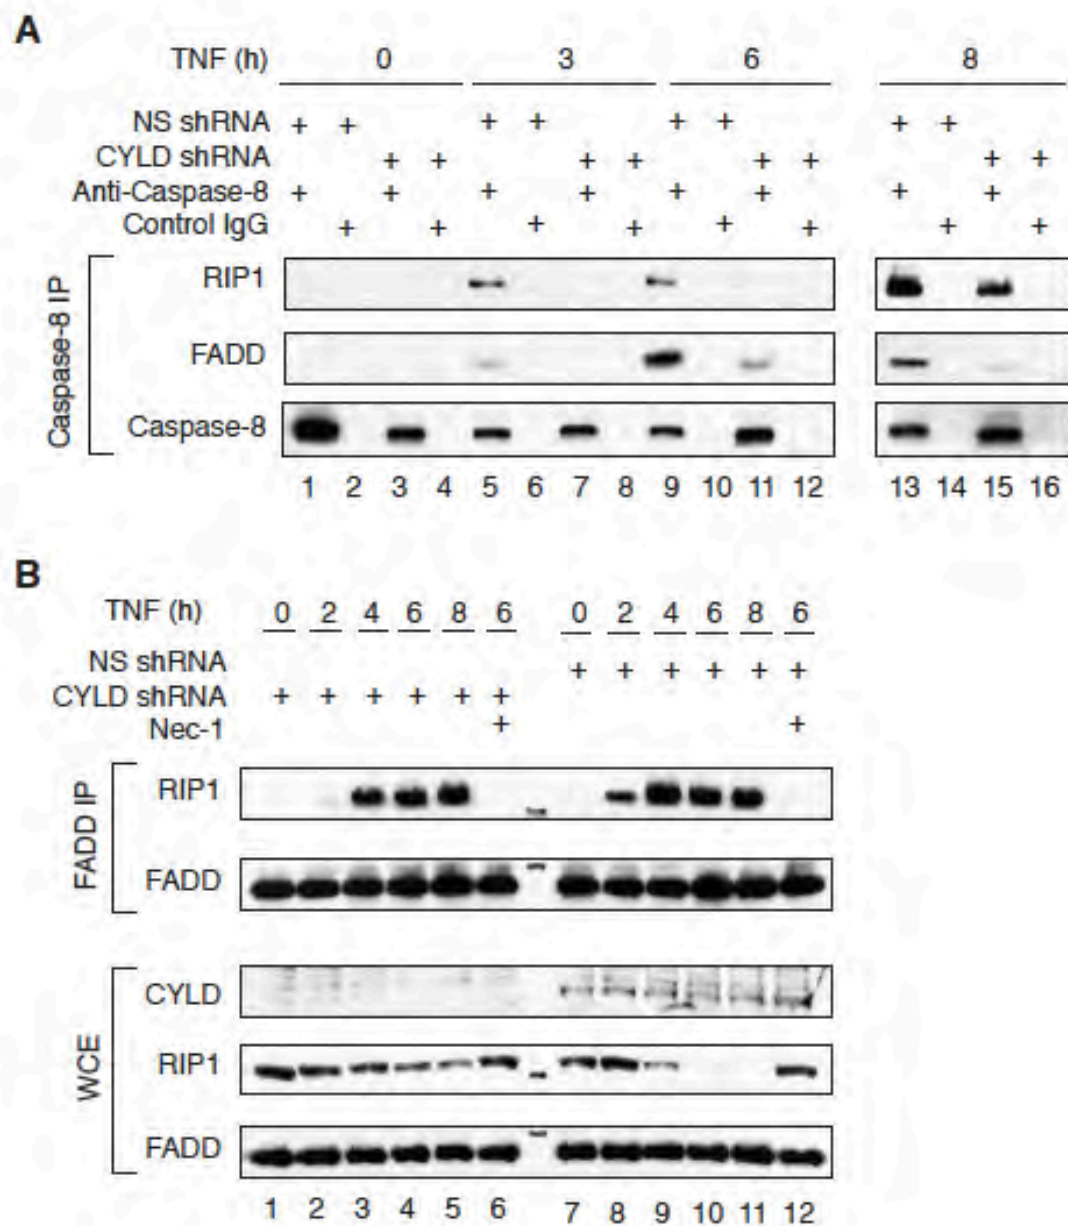 A
TNF (h) 0 3 6 8
NS shRNA + + + + + + + +
CYLD shRNA + + + + + + + +
Anti-Caspase-8 + + + + + + + +
Control IgG + + + + + + + +
Caspase-8 IP
RIP1
FADD
Caspase-8
1 2 3 4 5 6 7 8 9 10 11 12 13 14 15 16
B
TNF (h) 0 2 4 6 8 6 0 2 4 6 8 6
NS shRNA + + + + + +
CYLD shRNA + + + + + +
Nec-1 + +
FADD IP
RIP1
FADD
WCE
CYLD
RIP1
FADD
1 2 3 4 5 6 7 8 9 10 11 12